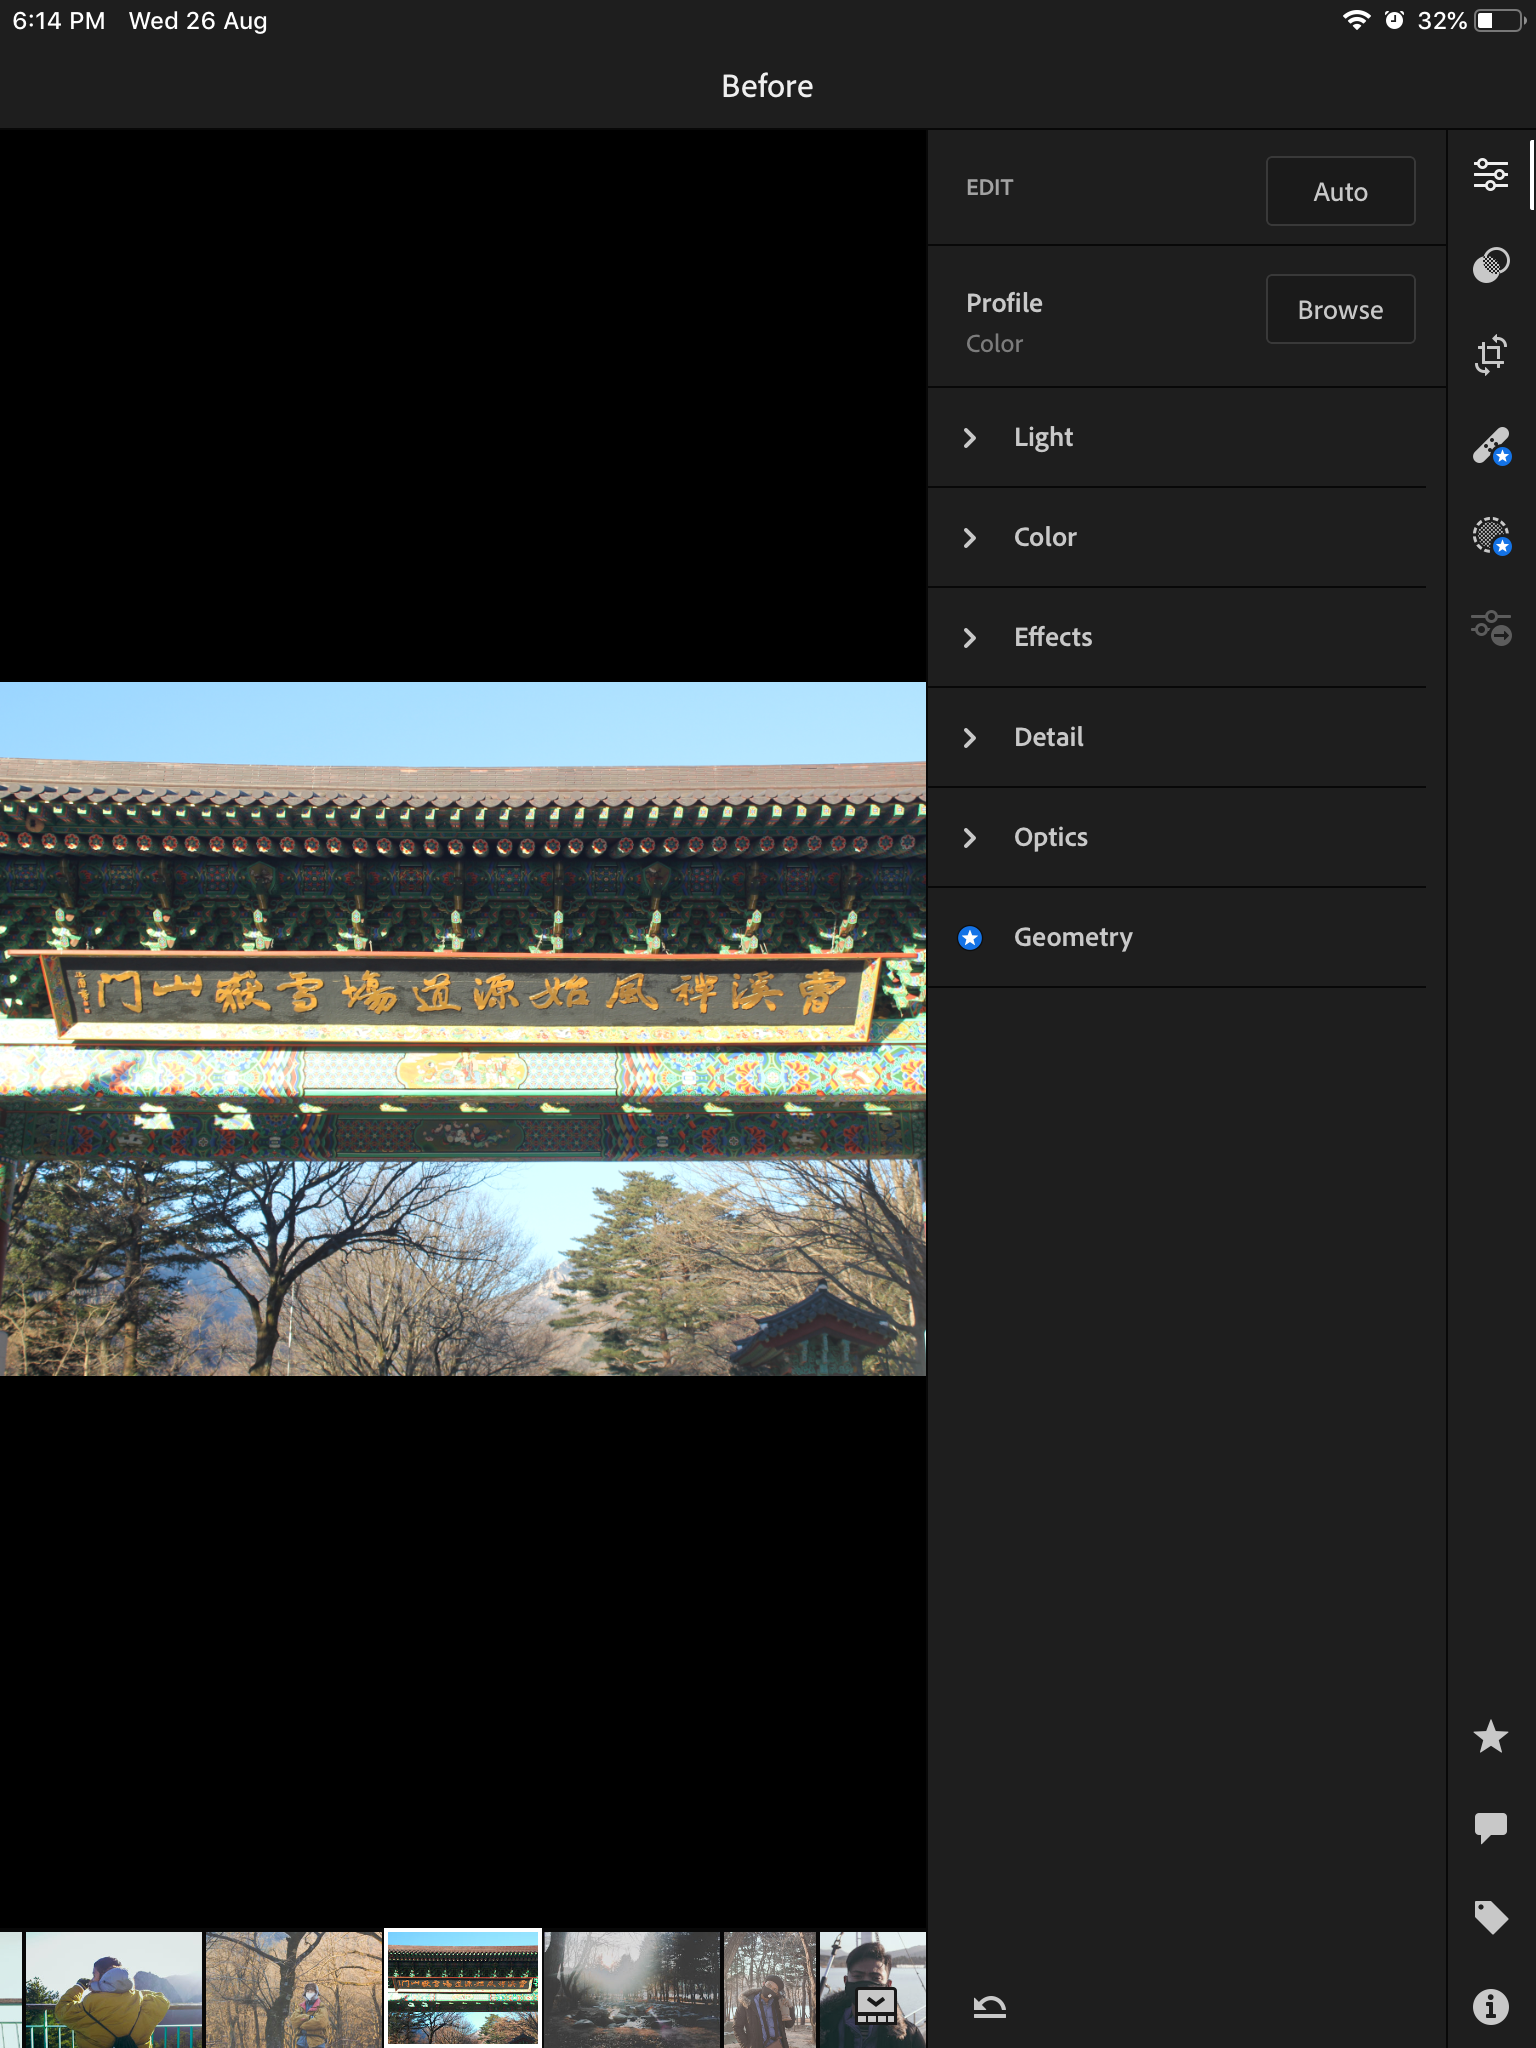 6:14 PM Wed 26 Aug
32%
Before
EDIT
Auto
Profile
Browse
Color
Light
Color
Effects
Detail
Optics
Geometry
門山嶽雪場道源始風禪溪曹